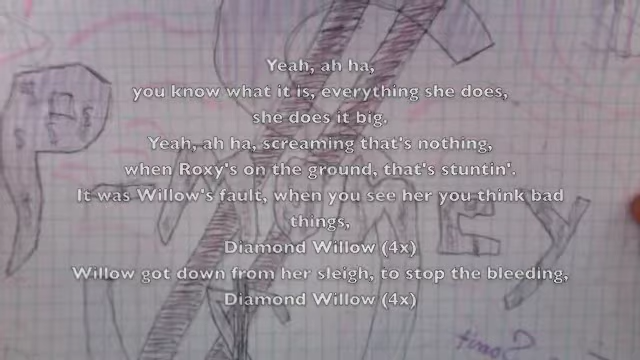 Yeah, ah ha,
you know what it is, everything she does,
she does it big.
Yeah, ah ha, screaming that's nothing,
when Roxy's on the ground, that's stuntin'.
It was Willow's fault, when you see her you think bad
things,
Diamond Willow (4x)
Willow got down from her sleigh, to stop the bleeding,
Diamond Willow (4x)